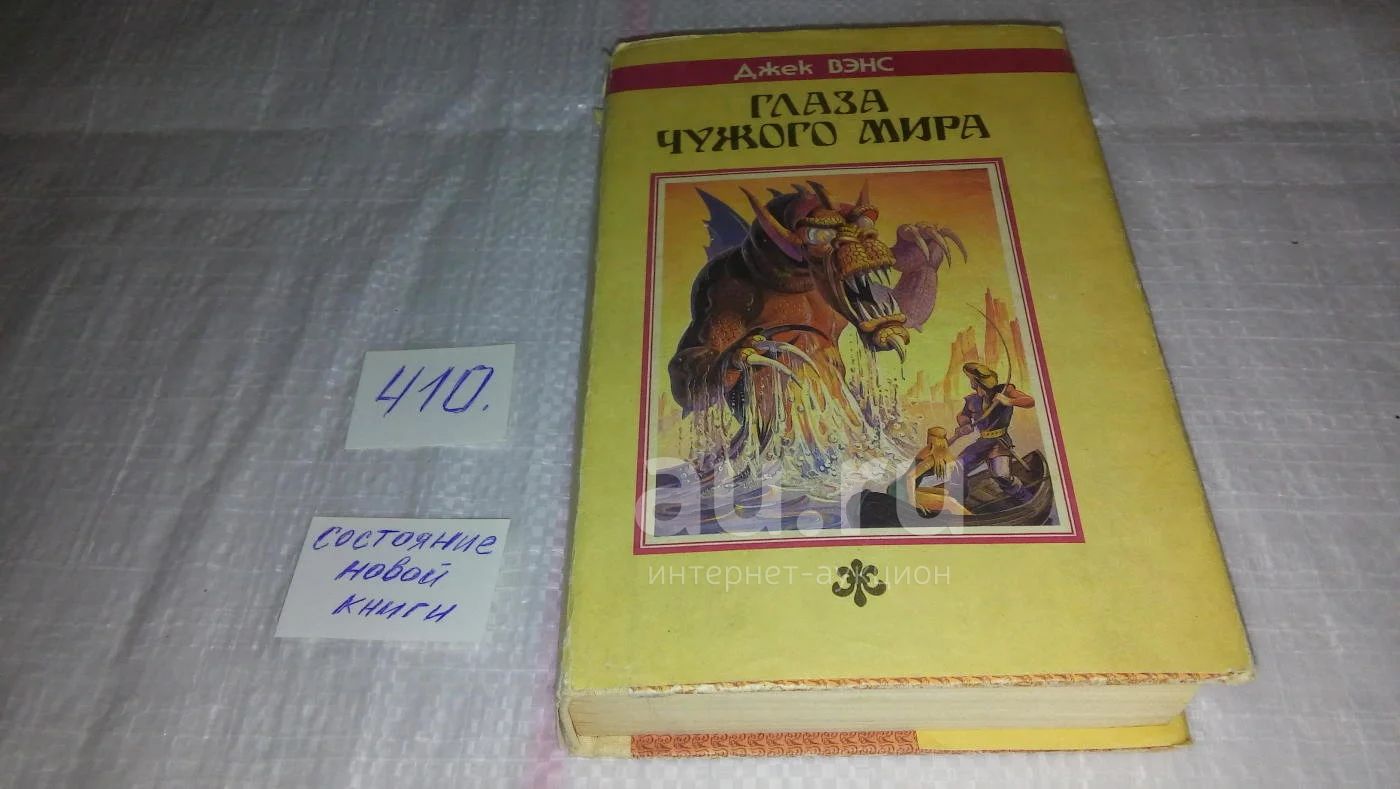 Джек ВЭНС
ГЛАЗА
ЧУЖОГО МИРА
410.
состояние
новой
книги
au.ru
интернет-аукцион